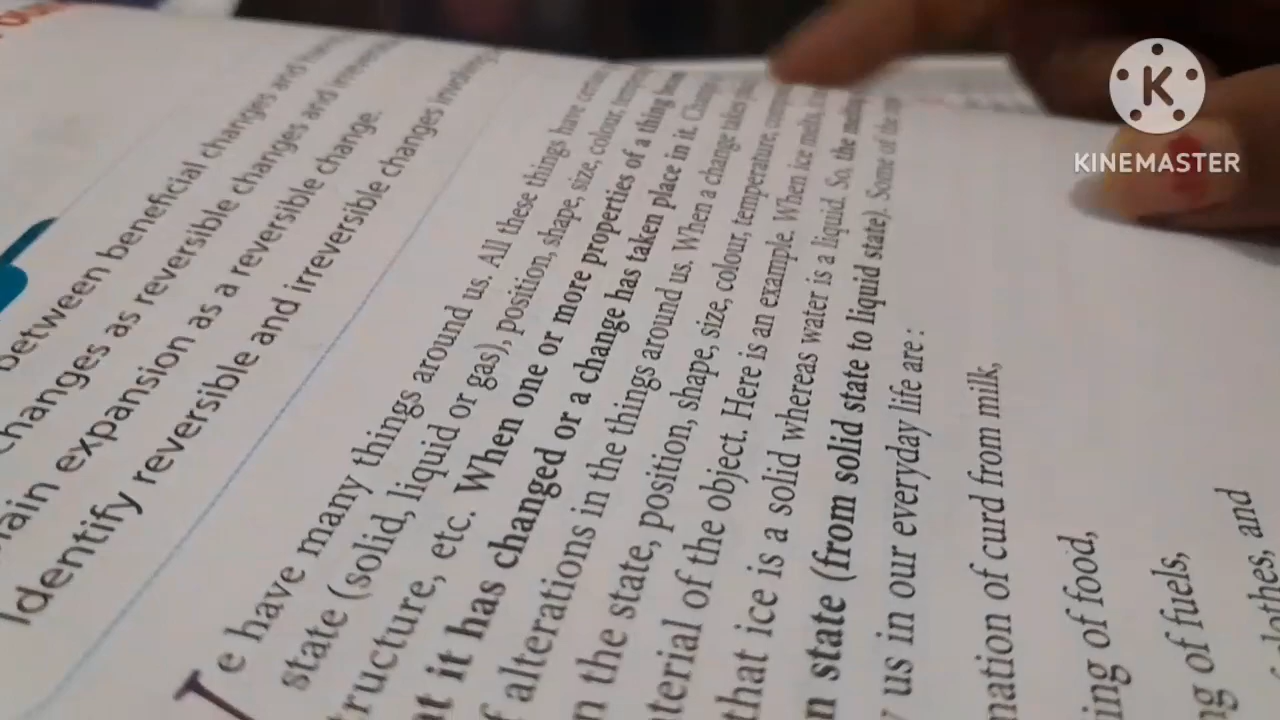 between beneficial changes and
changes as reversible changes and
ain expansion as a reversible change.
Identify reversible and irreversible changes involving
We have many things around us. All these things have
state (solid, liquid or gas), position, shape, size, colour,
tructure, etc. When one or more properties of a thing
at it has changed or a change has taken place in it.
f alterations in the things around us. When a change takes
n the state, position, shape, size, colour, temperature,
terial of the object. Here is an example. When ice melts,
that ice is a solid whereas water is a liquid. So, the
n state (from solid state to liquid state). Some of the
y us in our everyday life are :
nation of curd from milk,
ing of food,
ng of fuels,
clothes, and
KINEMASTER